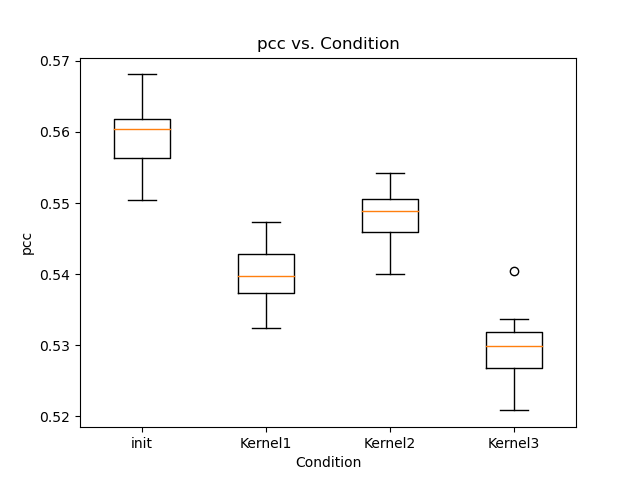 pcc vs. Condition
0.57
0.56
0.55
0.54
0.53
0.52
pcc
init Kernel1 Kernel2 Kernel3
Condition